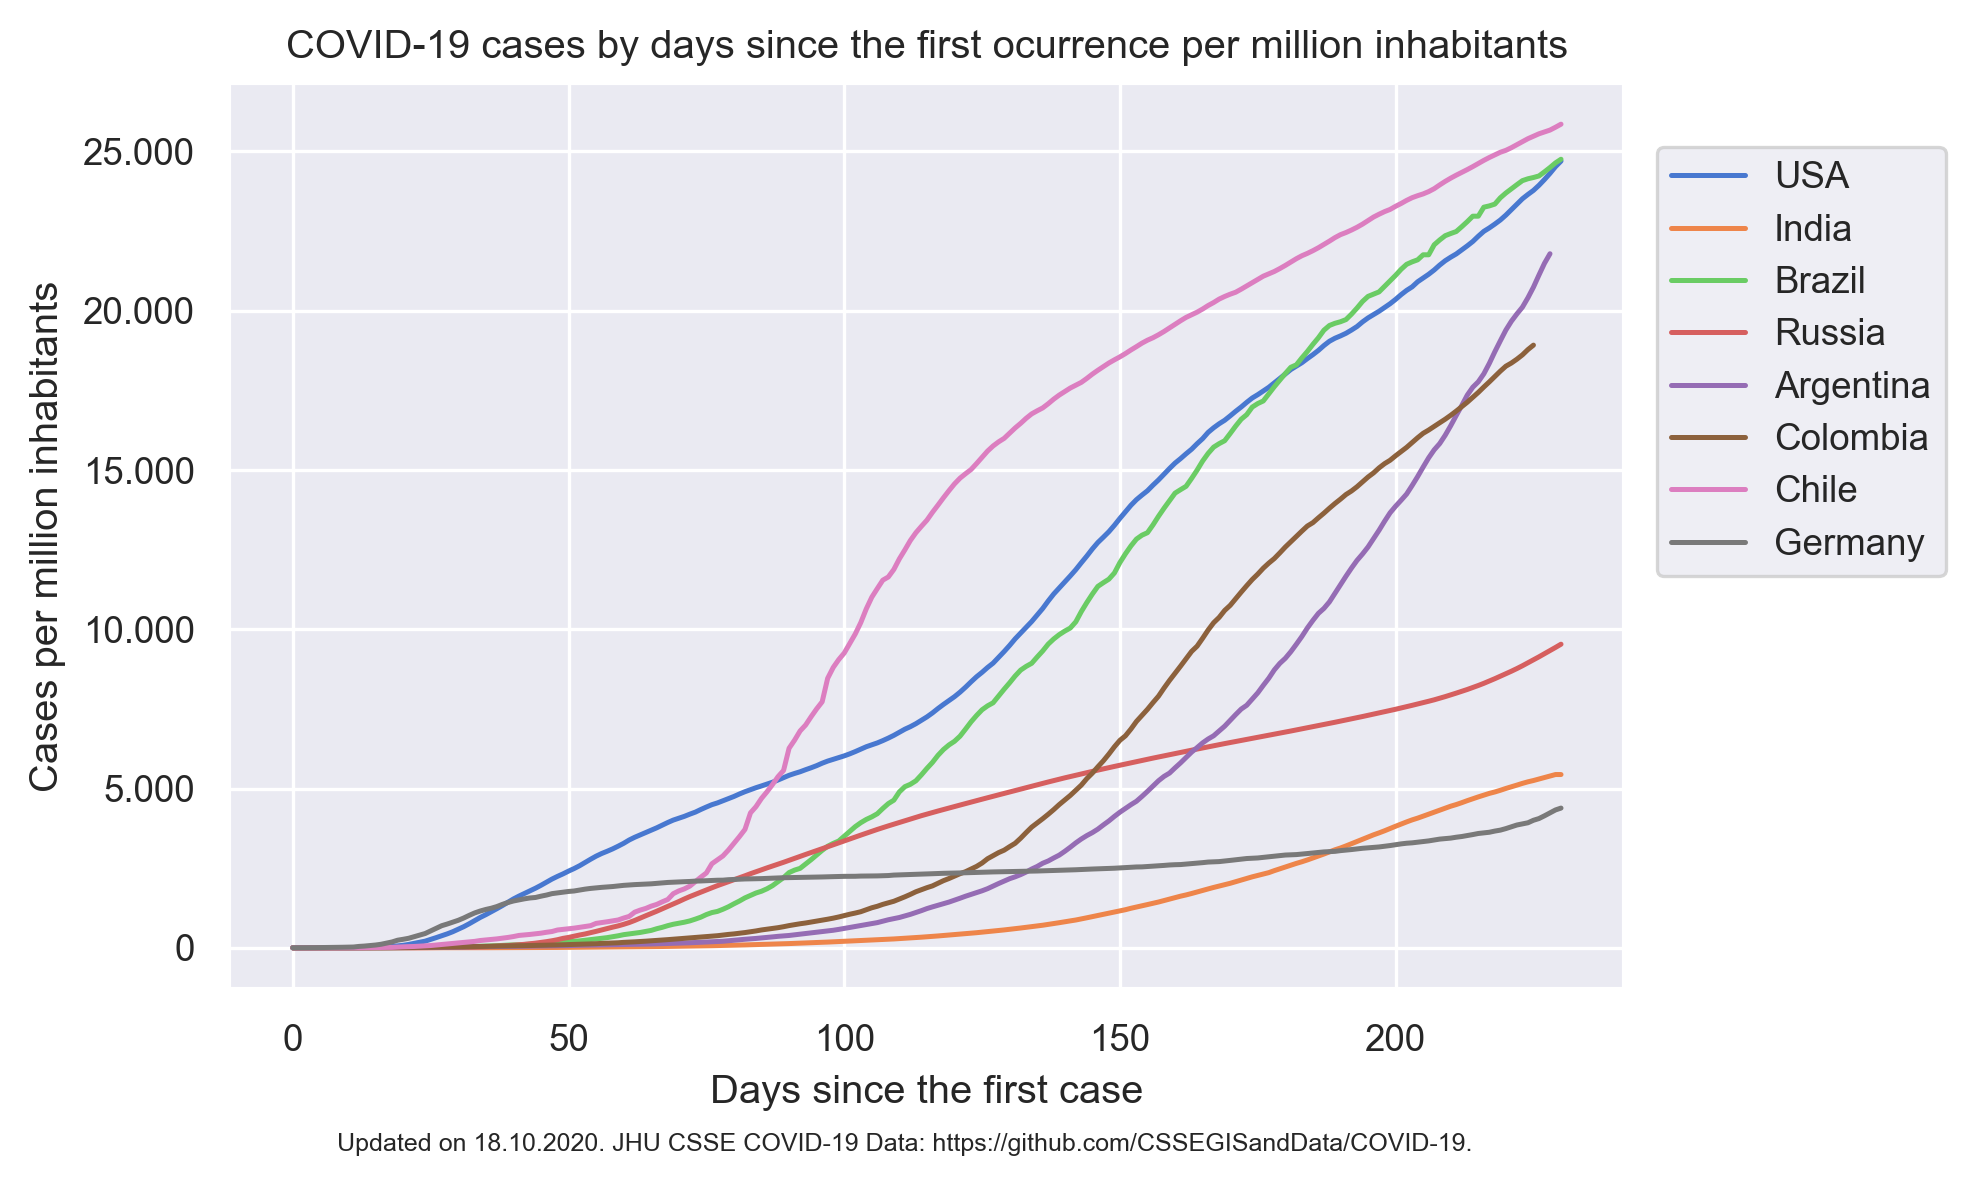 COVID-19 cases by days since the first ocurrence per million inhabitants
25.000
20.000
15.000
10.000
5.000
0
Cases per million inhabitants
0 50 100 150 200
Days since the first case
USA
India
Brazil
Russia
Argentina
Colombia
Chile
Germany
Updated on 18.10.2020. JHU CSSE COVID-19 Data: https://github.com/CSSEGISandData/COVID-19.